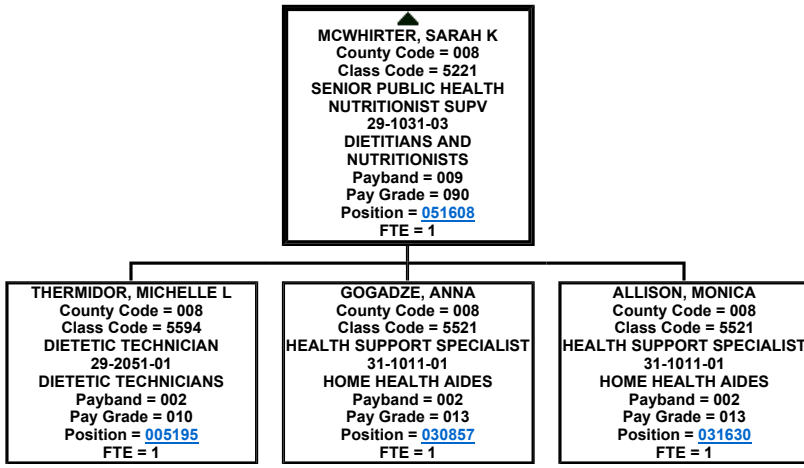 MCWHIRTER, SARAH K
County Code = 008
Class Code = 5221
SENIOR PUBLIC HEALTH
NUTRITIONIST SUPV
29-1031-03
DIETITIANS AND
NUTRITIONISTS
Payband = 009
Pay Grade = 090
Position = 051608
FTE = 1
THERMIDOR, MICHELLE L
County Code = 008
Class Code = 5594
DIETETIC TECHNICIAN
29-2051-01
DIETETIC TECHNICIANS
Payband = 002
Pay Grade = 010
Position = 005195
FTE = 1
GOGADZE, ANNA
County Code = 008
Class Code = 5521
HEALTH SUPPORT SPECIALIST
31-1011-01
HOME HEALTH AIDES
Payband = 002
Pay Grade = 013
Position = 030857
FTE = 1
ALLISON, MONICA
County Code = 008
Class Code = 5521
HEALTH SUPPORT SPECIALIST
31-1011-01
HOME HEALTH AIDES
Payband = 002
Pay Grade = 013
Position = 031630
FTE = 1